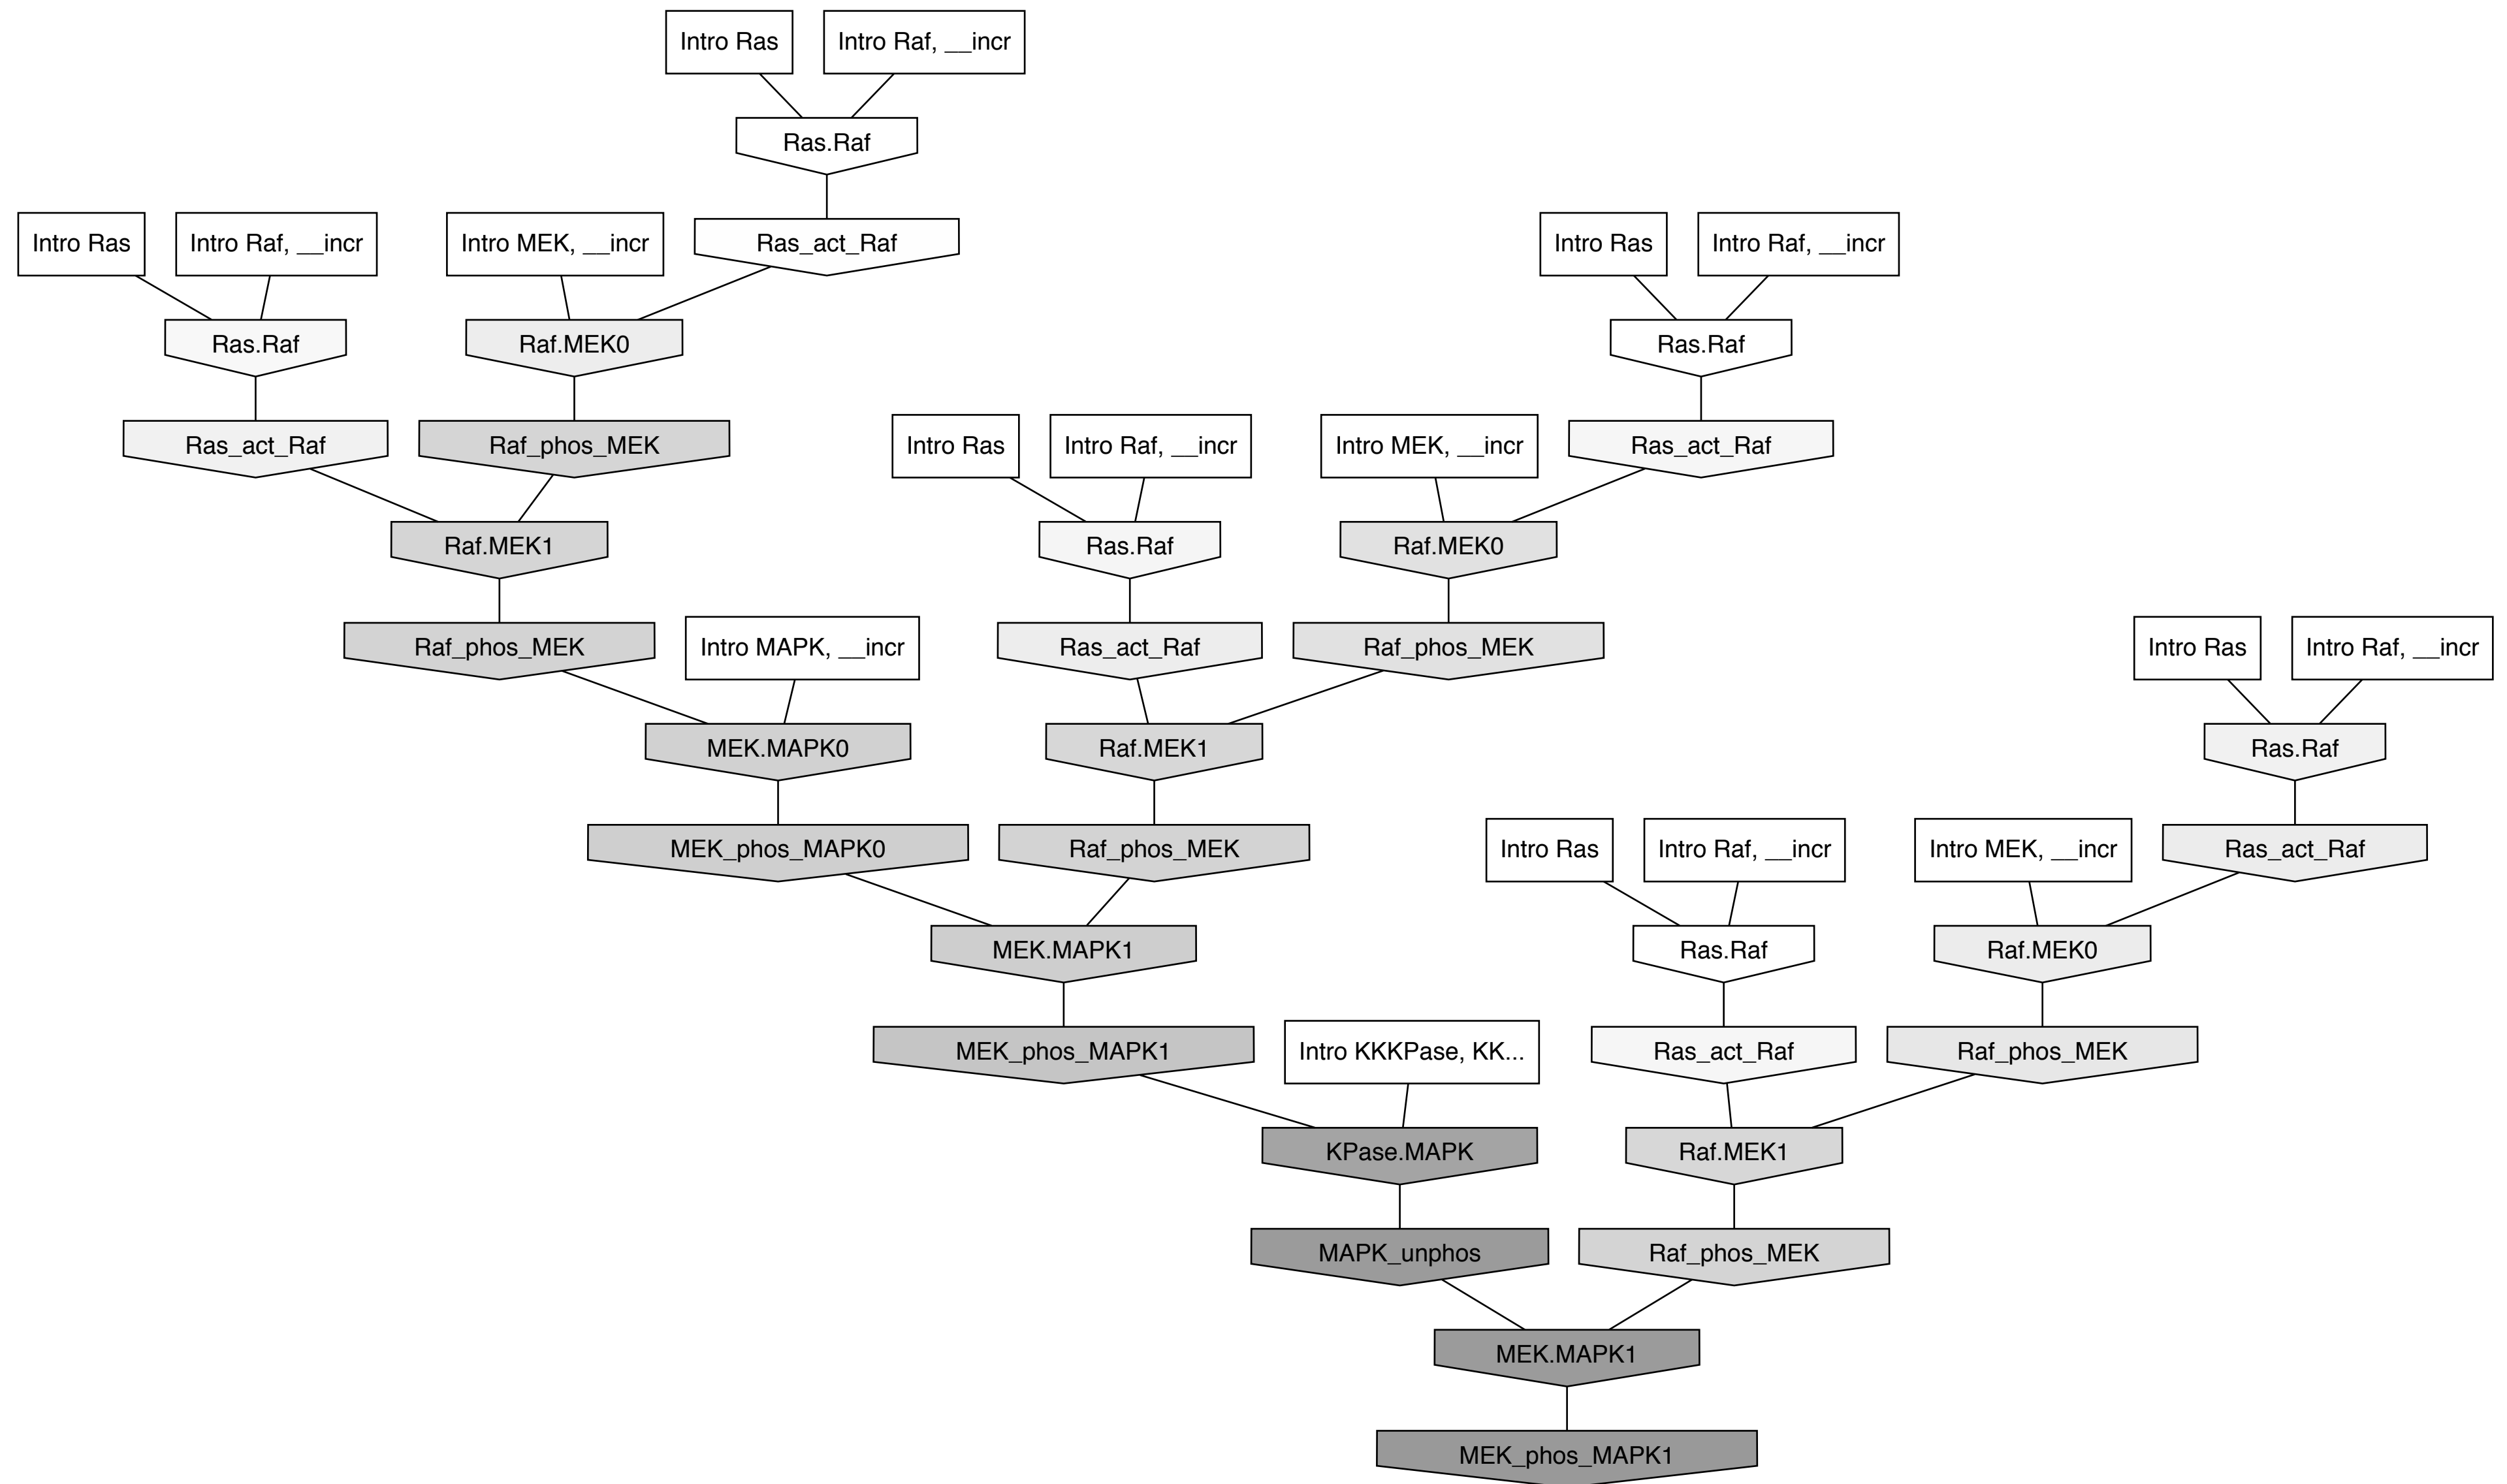 Intro Ras
Intro Raf, __incr
Ras.Raf
Intro Ras
Intro Raf, __incr
Intro MEK, __incr
Ras_act_Raf
Intro Ras
Intro Raf, __incr
Ras.Raf
Raf.MEK0
Ras.Raf
Ras_act_Raf
Raf_phos_MEK
Intro Ras
Intro Raf, __incr
Intro MEK, __incr
Ras_act_Raf
Raf.MEK1
Ras.Raf
Raf.MEK0
Raf_phos_MEK
Intro MAPK, __incr
Ras_act_Raf
Raf_phos_MEK
Intro Ras
Intro Raf, __incr
MEK.MAPK0
Raf.MEK1
Ras.Raf
MEK_phos_MAPK0
Raf_phos_MEK
Intro Ras
Intro Raf, __incr
Intro MEK, __incr
Ras_act_Raf
MEK.MAPK1
Ras.Raf
Raf.MEK0
MEK_phos_MAPK1
Intro KKKPase, KK...
Ras_act_Raf
Raf_phos_MEK
KPase.MAPK
Raf.MEK1
MAPK_unphos
Raf_phos_MEK
MEK.MAPK1
MEK_phos_MAPK1